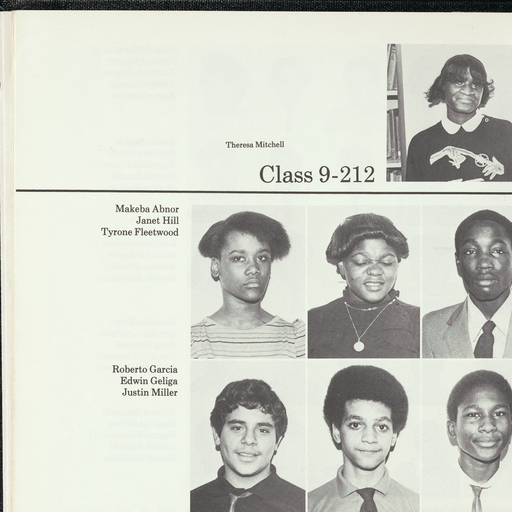 Theresa Mitchell
Class 9-212
Makeba Abnor
Janet Hill
Tyrone Fleetwood
Roberto Garcia
Edwin Geliga
Justin Miller